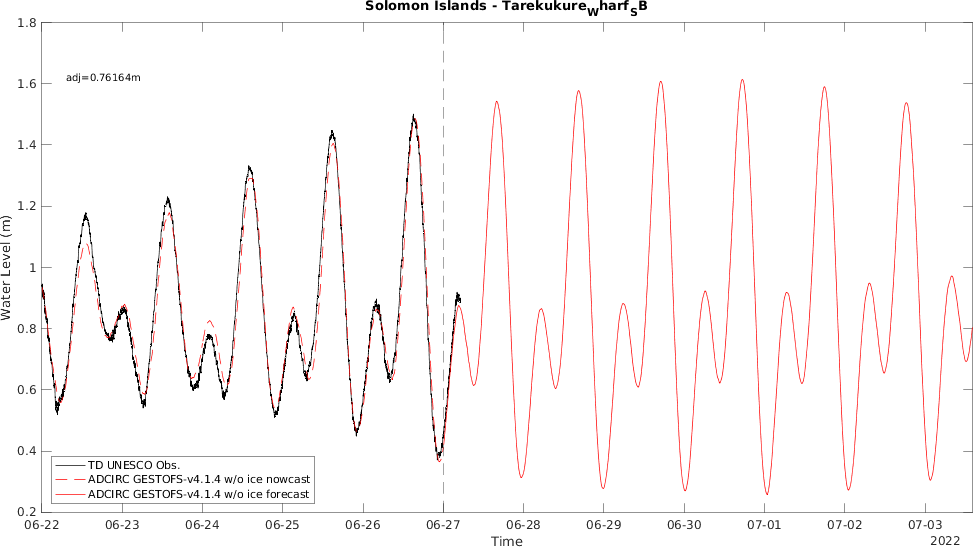 Solomon Islands - Tarekukure_Wharf_SB
1.8
adj=0.76164m
1.6
1.4
1.2
1
0.8
0.6
0.4
0.2
Water Level (m)
TD UNESCO Obs.
ADCIRC GESTOFS-v4.1.4 w/o ice nowcast
ADCIRC GESTOFS-v4.1.4 w/o ice forecast
06-22 06-23 06-24 06-25 06-26 06-27 06-28 06-29 06-30 07-01 07-02 07-03
Time
2022